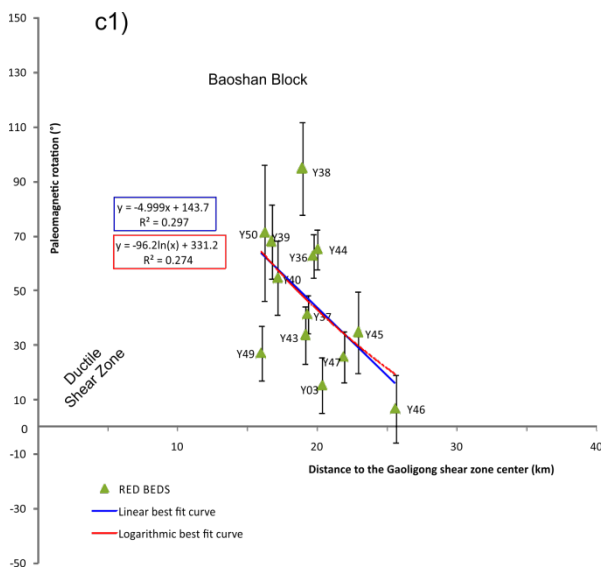 c1)
150
130
110
90
70
50
30
10
0
-10
-30
-50
Paleomagnetic rotation (°)
Baoshan Block
y = -4.999x + 143.7
R² = 0.297
y = -96.2ln(x) + 331.2
R² = 0.274
Y38
Y50
Y39
Y44
Y36
Y40
Y37
Y43
Y45
Y49
Y47
Y03
Y46
Ductile
Shear Zone
10
20
30
40
Distance to the Gaoligong shear zone center (km)
RED BEDS
Linear best fit curve
Logarithmic best fit curve